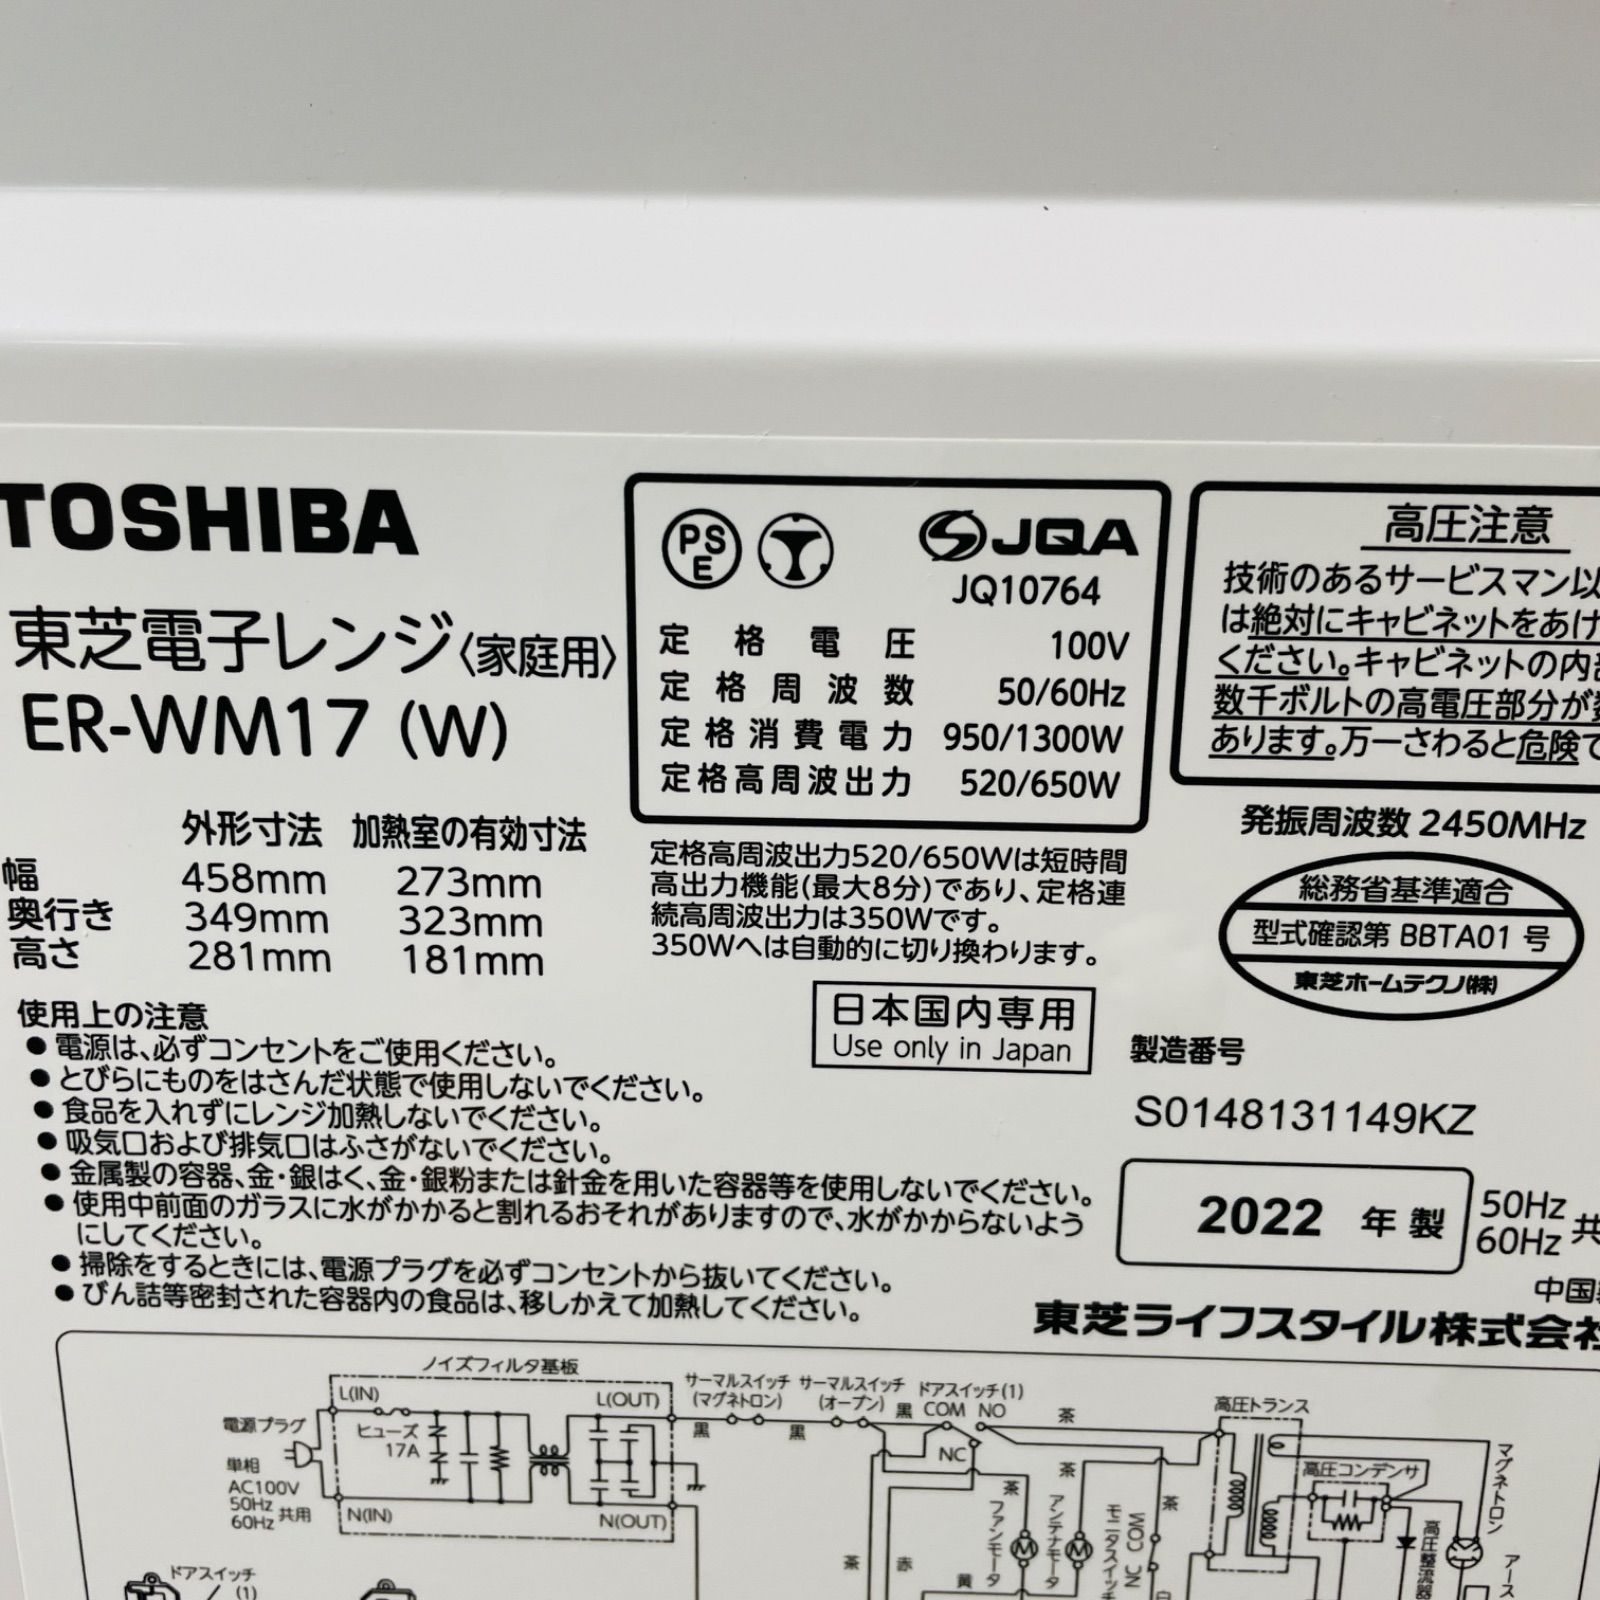 TOSHIBA
東芝電子レンジ〈家庭用〉
ER-WM17 (W)
外形寸法 加熱室の有効寸法
幅 458mm 273mm
奥行き 349mm 323mm
高さ 281mm 181mm
PSE
JQA
JQ10764
定格電圧 100V
定格周波数 50/60Hz
定格消費電力 950/1300W
定格高周波出力 520/650W
定格高周波出力520/650Wは短時間
高出力機能(最大8分)であり、定格連
続高周波出力は350Wです。
350Wへは自動的に切り換わります。
日本国内専用
Use only in Japan
高圧注意
技術のあるサービスマン以
は絶対にキャビネットをあけ
ください。キャビネットの内部
数千ボルトの高電圧部分が数
あります。万一さわると危険で
発振周波数 2450MHz
総務省基準適合
型式確認第 BBTA01 号
東芝ホームテクノ(株)
製造番号
S0148131149KZ
2022 年製
50Hz
60Hz 共
中国製
東芝ライフスタイル株式会社
使用上の注意
● 電源は、必ずコンセントをご使用ください。
● とびらにものをはさんだ状態で使用しないでください。
● 食品を入れずにレンジ加熱しないでください。
● 吸気口および排気口はふさがないでください。
● 金属製の容器、金・銀はく、金・銀粉または針金を用いた容器等を使用しないでください。
● 使用中前面のガラスに水がかかると割れるおそれがありますので、水がかからないよう
にしてください。
● 掃除をするときには、電源プラグを必ずコンセントから抜いてください。
● びん詰等密封された容器内の食品は、移しかえて加熱してください。
ノイズフィルタ基板
L(IN)
L(OUT)
電源プラグ
ヒューズ
17A
単相
AC100V
50Hz
60Hz 共用
N(IN)
N(OUT)
サーマルスイッチ
(マグネトロン)
サーマルスイッチ
(オーブン)
ドアスイッチ(1)
黒 COM NO
黒
黒
NC
茶
茶
茶
茶
ファンモータ
アンテナモータ
モニタスイッチ
NC COM
高圧トランス
高圧コンデンサ
マグネトロン
高圧整流器
アース
茶
赤
黄
白
ドアスイッチ
(1)